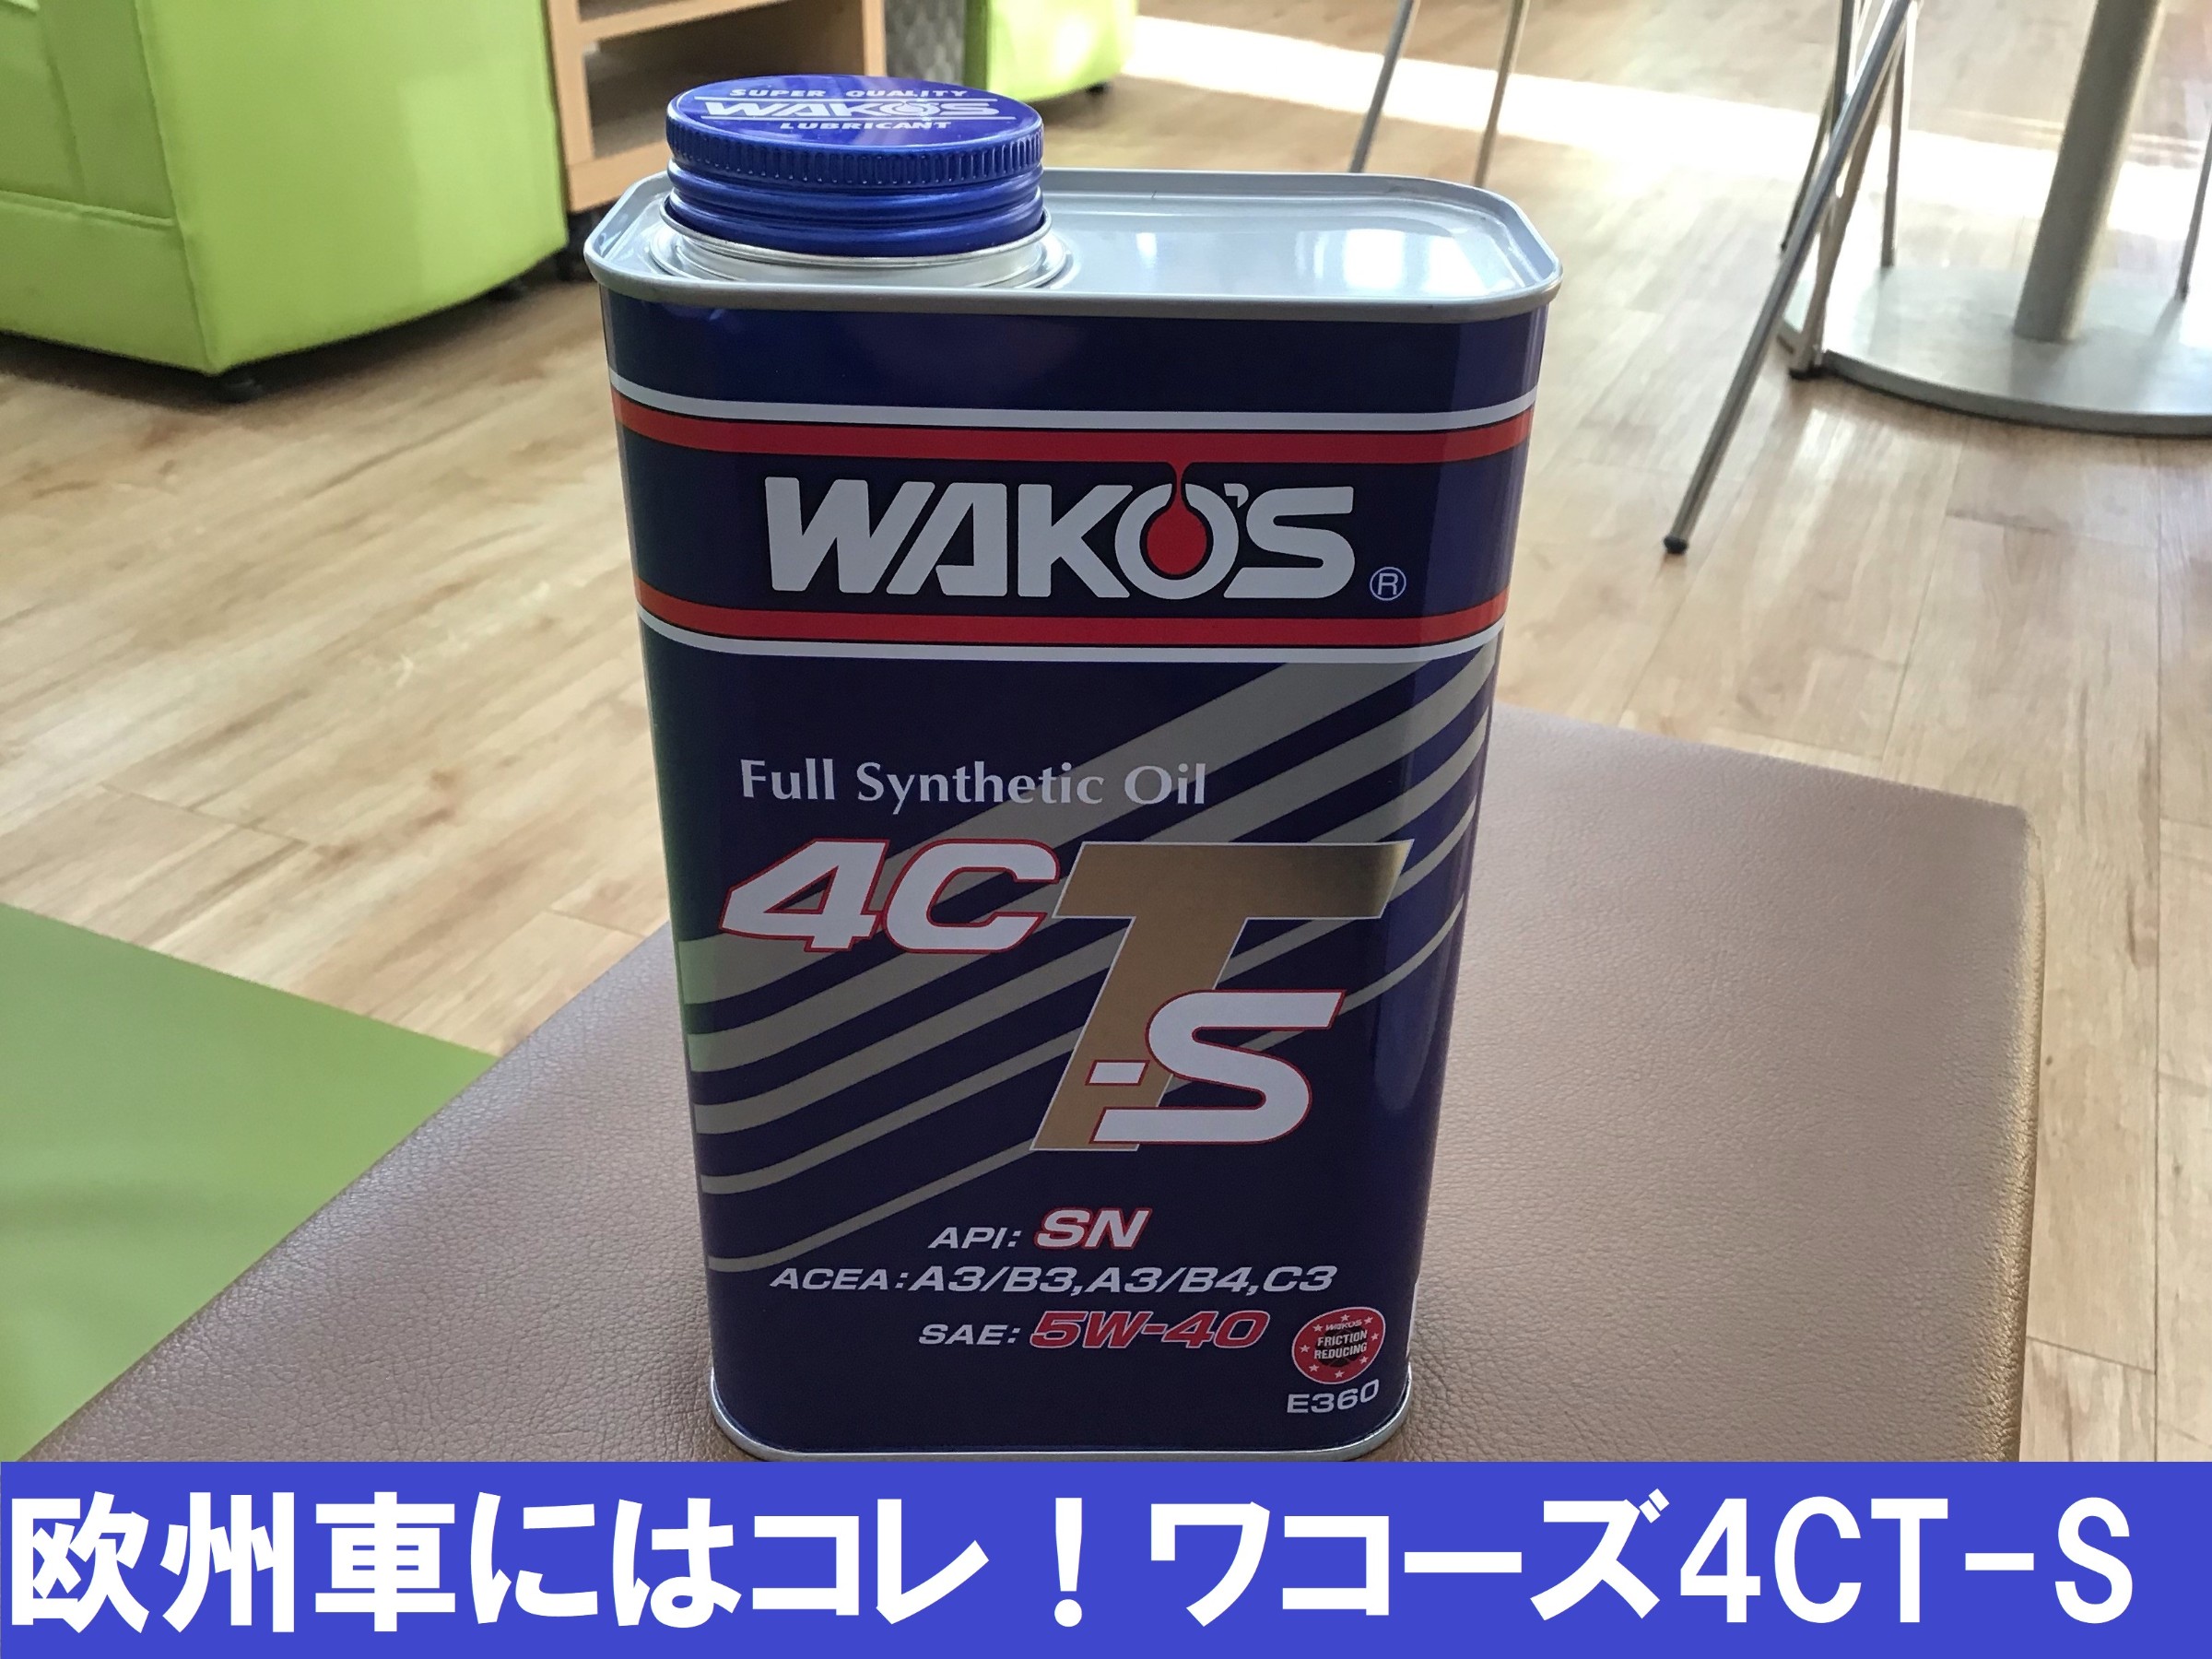 SUPER QUALITY
WAKO'S
LUBRICANT
WAKO'S®
Full Synthetic Oil
4CT-S
API: SN
ACEA: A3/B3,A3/B4,C3
SAE: 5W-40
WAKO'S
FRICTION
REDUCING
E360
欧州車にはコレ！ワコーズ4CT-S